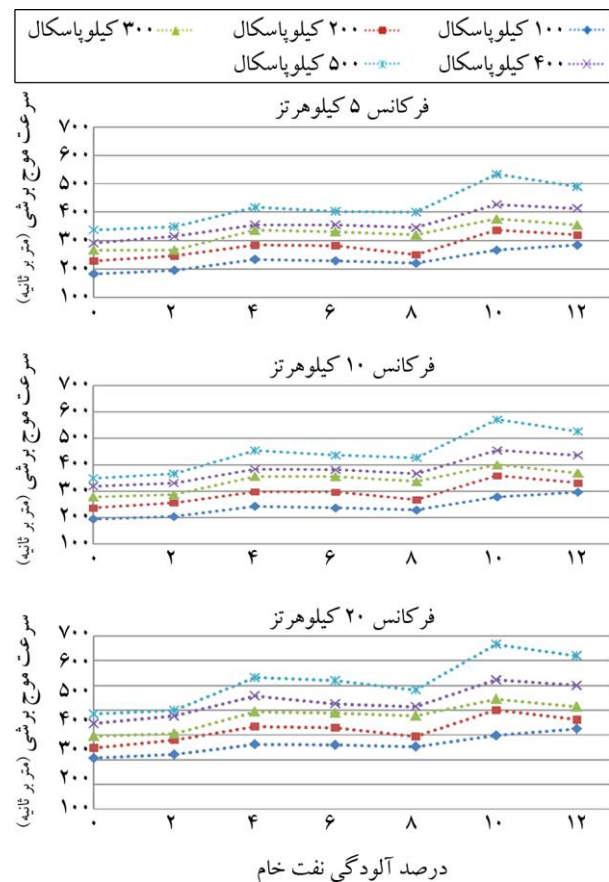 ۱۰۰ کیلوپاسکال ۲۰۰ کیلوپاسکال ۳۰۰ کیلوپاسکال
۴۰۰ کیلوپاسکال ۵۰۰ کیلوپاسکال
فرکانس ۵ کیلوهرتز
سرعت موج برشی (متر بر ثانیه)
۷۰۰
۶۰۰
۵۰۰
۴۰۰
۳۰۰
۲۰۰
۱۰۰
۰ ۲ ۴ ۶ ۸ ۱۰ ۱۲
فرکانس ۱۰ کیلوهرتز
سرعت موج برشی (متر بر ثانیه)
۷۰۰
۶۰۰
۵۰۰
۴۰۰
۳۰۰
۲۰۰
۱۰۰
۰ ۲ ۴ ۶ ۸ ۱۰ ۱۲
فرکانس ۲۰ کیلوهرتز
سرعت موج برشی (متر بر ثانیه)
۷۰۰
۶۰۰
۵۰۰
۴۰۰
۳۰۰
۲۰۰
۱۰۰
۰ ۲ ۴ ۶ ۸ ۱۰ ۱۲
درصد آلودگی نفت خام